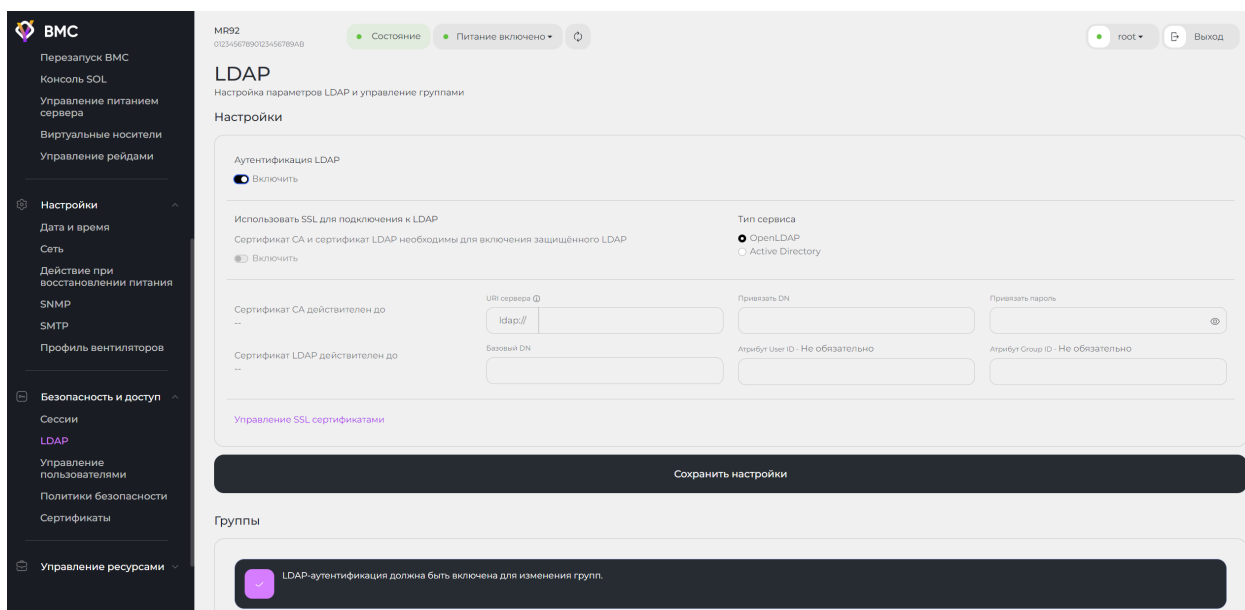 BMC
Перезапуск BMC
Консоль SOL
Управление питанием
сервера
Виртуальные носители
Управление рейдами
Настройки
Дата и время
Сеть
Действие при
восстановлении питания
SNMP
SMTP
Профиль вентиляторов
Безопасность и доступ
Сессии
LDAP
Управление
пользователями
Политики безопасности
Сертификаты
Управление ресурсами
MR92
01234567890123456789AB
Состояние
Питание включено
root
Выход
LDAP
Настройка параметров LDAP и управление группами
Настройки
Аутентификация LDAP
Включить
Использовать SSL для подключения к LDAP
Сертификат CA и сертификат LDAP необходимы для включения защищённого LDAP
Включить
Тип сервиса
OpenLDAP
Active Directory
Сертификат CA действителен до
--
URI сервера
ldap://
Привязать DN
Привязать пароль
Сертификат LDAP действителен до
--
Базовый DN
Атрибут User ID - Не обязательно
Атрибут Group ID - Не обязательно
Управление SSL сертификатами
Сохранить настройки
Группы
LDAP-аутентификация должна быть включена для изменения групп.